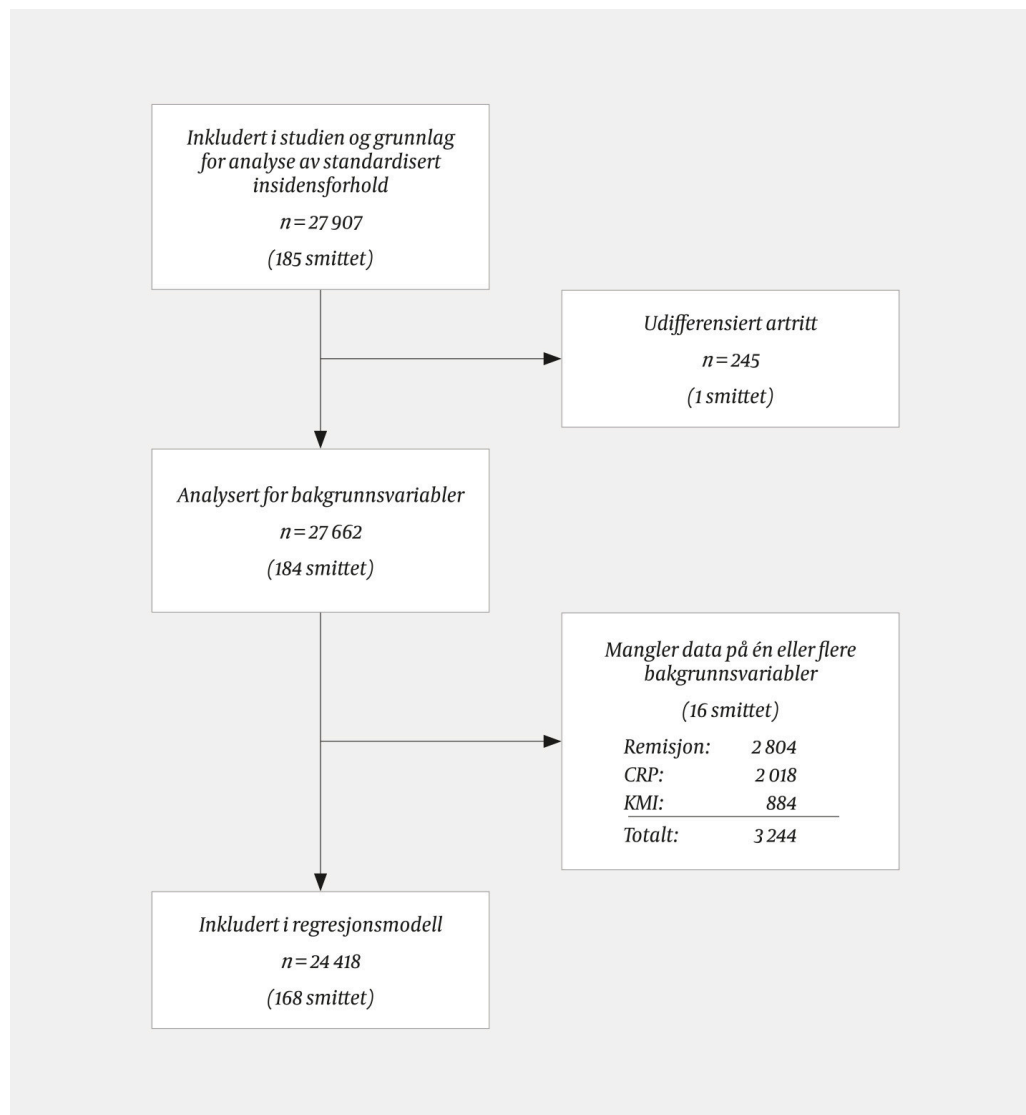 Inkludert i studien og grunnlag
for analyse av standardisert
insidensforhold
n = 27 907
(185 smittet)
Udifferensiert artritt
n = 245
(1 smittet)
Analysert for bakgrunnsvariabler
n = 27 662
(184 smittet)
Mangler data på én eller flere
bakgrunnsvariabler
(16 smittet)
Remisjon: 2 804
CRP: 2 018
KMI: 884
Totalt: 3 244
Inkludert i regresjonsmodell
n = 24 418
(168 smittet)